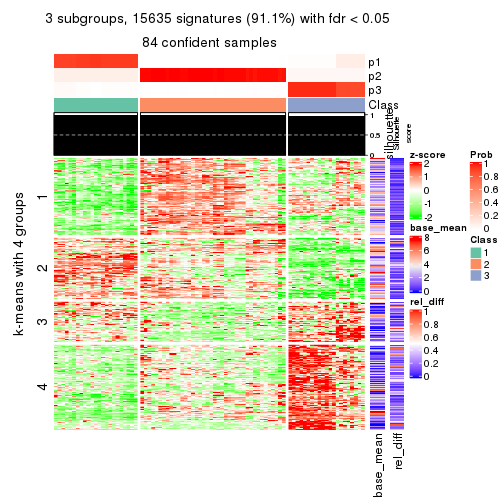 3 subgroups, 15635 signatures (91.1%) with fdr < 0.05
84 confident samples
p1
p2
p3
Class
1
0.5
0
silhouette
Silhouette
score
k-means with 4 groups
1
2
3
4
base_mean
rel_diff
z-score
2
1
0
-1
-2
base_mean
8
6
4
2
0
rel_diff
1
0.8
0.6
0.4
0.2
0
Prob
1
0.8
0.6
0.4
0.2
0
Class
1
2
3